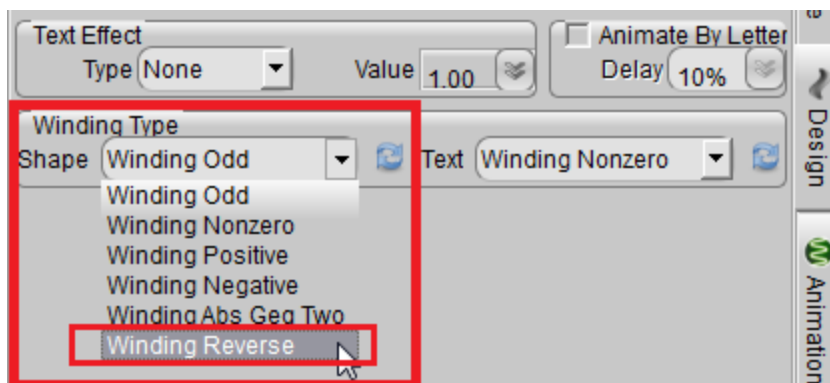 Text Effect
Animate By Letter
Type None
Value 1.00
Delay 10%
Winding Type
Shape Winding Odd
Text Winding Nonzero
Winding Odd
Winding Nonzero
Winding Positive
Winding Negative
Winding Abs Geq Two
Winding Reverse
Design
Animation